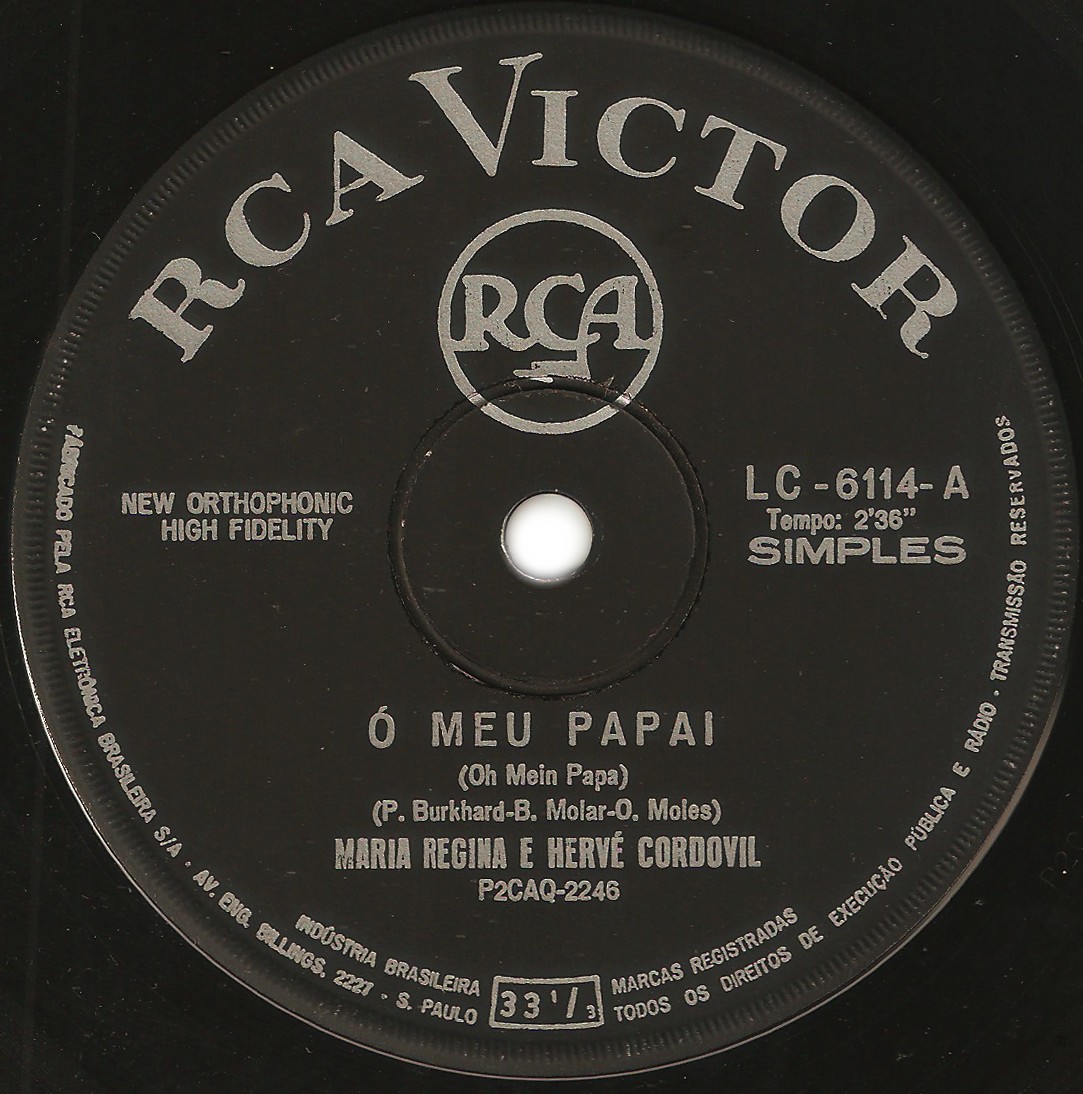 RCA VICTOR
RCA
NEW ORTHOPHONIC
HIGH FIDELITY
LC-6114-A
Tempo: 2'36"
SIMPLES
Ó MEU PAPAI
(Oh Mein Papa)
(P. Burkhard-B. Molar-O. Moles)
MARIA REGINA E HERVÉ CORDOVIL
P2CAQ-2246
INDÚSTRIA BRASILEIRA
33 1/3
MARCAS REGISTRADAS
FABRICADO PELA RCA ELETRÔNICA BRASILEIRA S/A · AV. ENG. BILLINGS, 2227 · S. PAULO
TODOS OS DIREITOS DE EXECUÇÃO PÚBLICA E RÁDIO · TRANSMISSÃO RESERVADOS